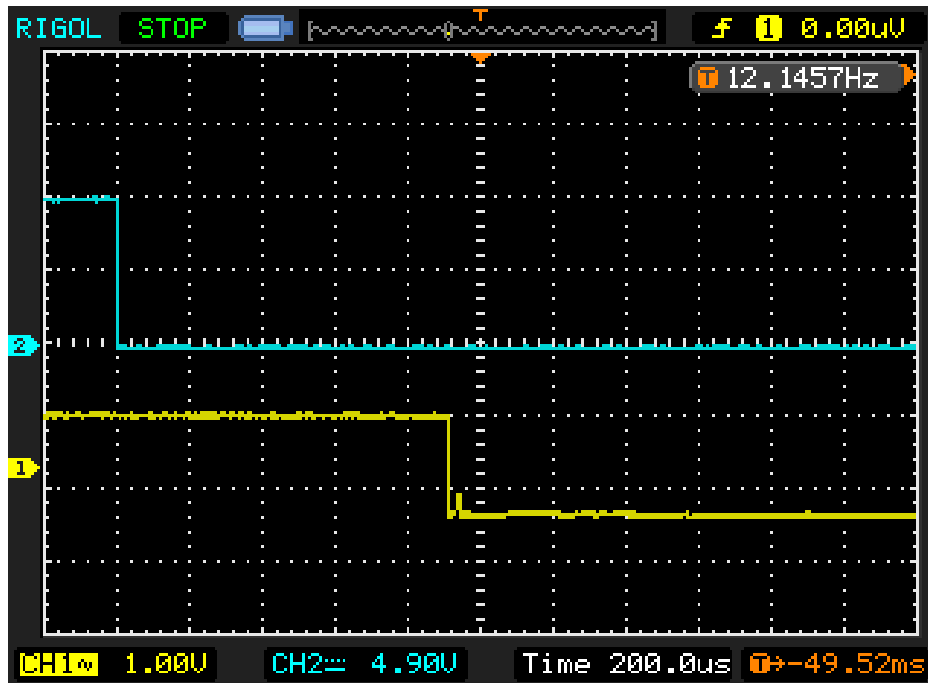 RIGOL STOP T 1 0.00uV
T 12.1457Hz
2
1
CH1 1.00V CH2 4.90V Time 200.0us T→-49.52ms